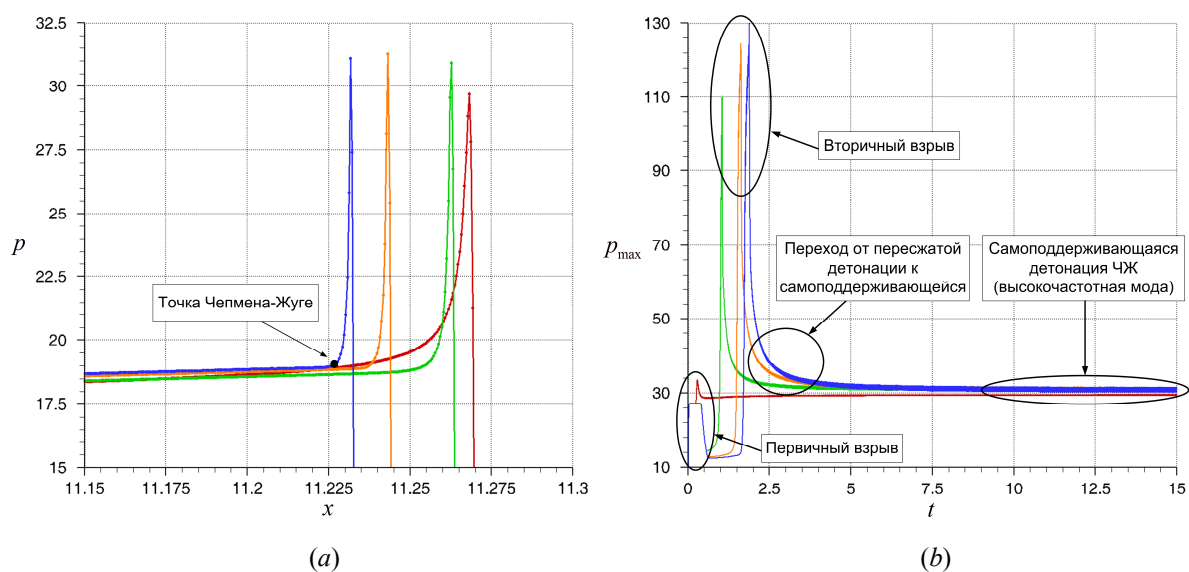 32.5
30
27.5
25
22.5
20
17.5
15
p
Точка Чепмена-Жуге
11.15
11.175
11.2
11.225
11.25
11.275
11.3
x
(a)
130
110
90
70
50
30
10
p max
Вторичный взрыв
Переход от пересжатой
детонации к
самоподдерживающейся
Самоподдерживающаяся
детонация ЧЖ
(высокочастотная мода)
Первичный взрыв
0
2.5
5
7.5
10
12.5
15
t
(b)